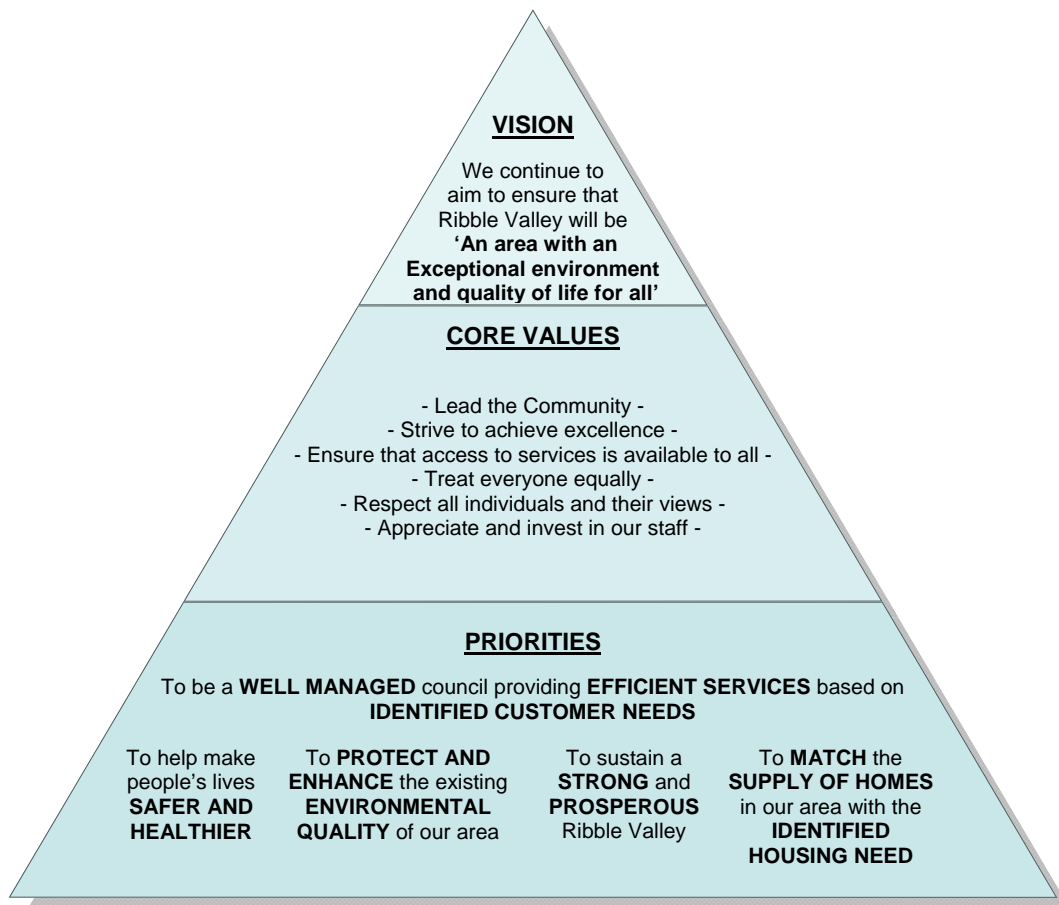 VISION
We continue to
aim to ensure that
Ribble Valley will be
‘An area with an
Exceptional environment
and quality of life for all’
CORE VALUES
- Lead the Community -
- Strive to achieve excellence -
- Ensure that access to services is available to all -
- Treat everyone equally -
- Respect all individuals and their views -
- Appreciate and invest in our staff -
PRIORITIES
To be a WELL MANAGED council providing EFFICIENT SERVICES based on
IDENTIFIED CUSTOMER NEEDS
To help make
people’s lives
SAFER AND
HEALTHIER
To PROTECT AND
ENHANCE the existing
ENVIRONMENTAL
QUALITY of our area
To sustain a
STRONG and
PROSPEROUS
Ribble Valley
To MATCH the
SUPPLY OF HOMES
in our area with the
IDENTIFIED
HOUSING NEED